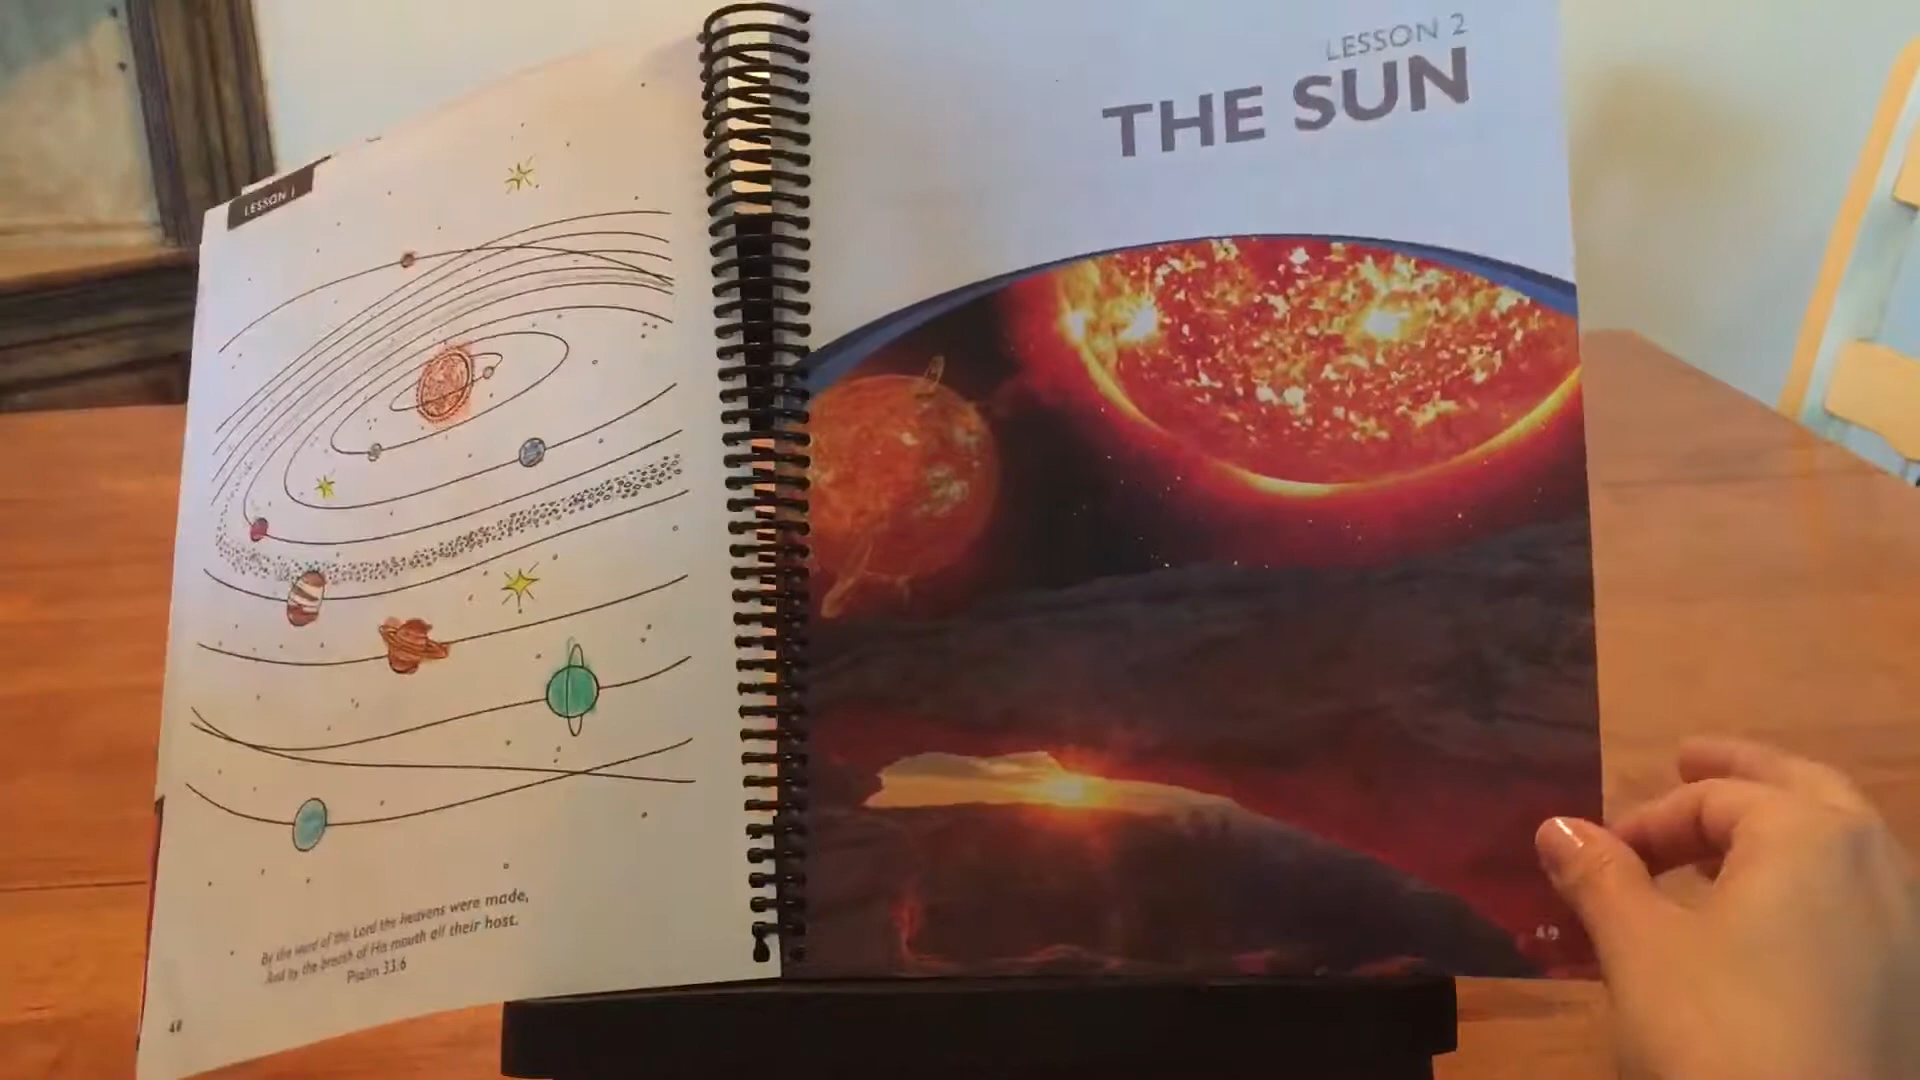 LESSON 1
By the word of the Lord the heavens were made,
And by the breath of His mouth all their host.
Psalm 33:6
48
LESSON 2
THE SUN
49